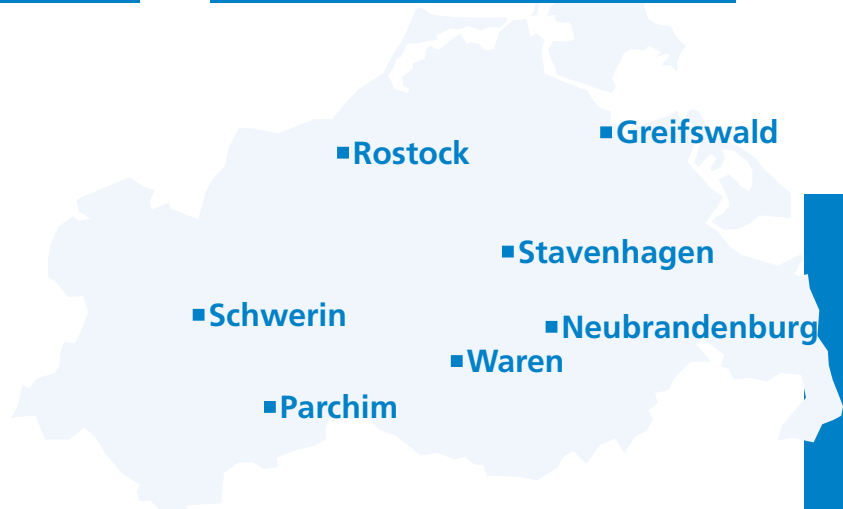 Greifswald
Rostock
Stavenhagen
Schwerin
Neubrandenburg
Waren
Parchim